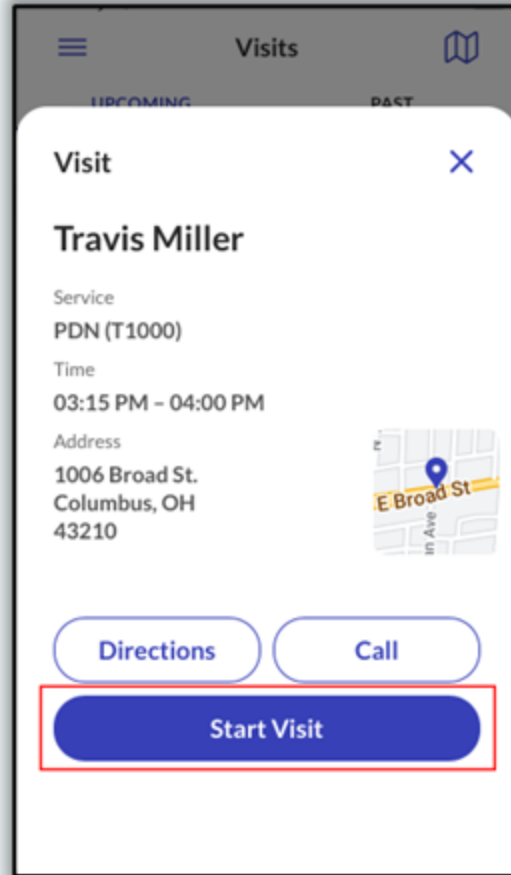 Visits
UPCOMING PAST
Visit
Travis Miller
Service
PDN (T1000)
Time
03:15 PM – 04:00 PM
Address
1006 Broad St.
Columbus, OH
43210
E Broad St
Ave
Directions Call
Start Visit